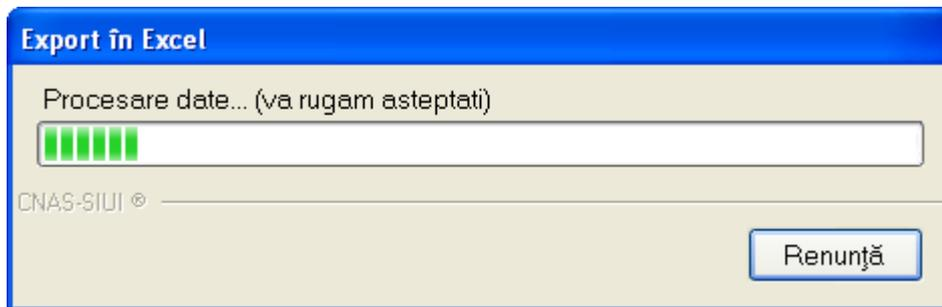 Export în Excel
Procesare date... (va rugam asteptati)
CNAS-SIUI ®
Renunţă